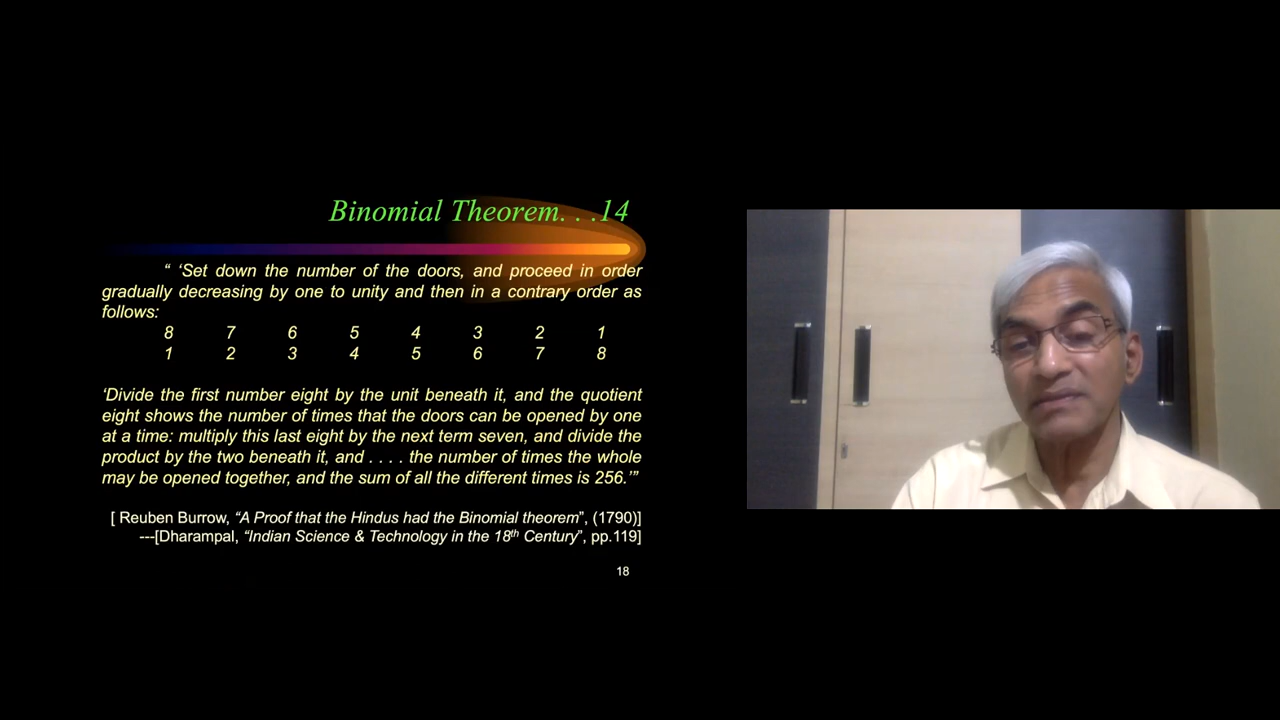 Binomial Theorem. . .14
“ ‘Set down the number of the doors, and proceed in order
gradually decreasing by one to unity and then in a contrary order as
follows:
8 7 6 5 4 3 2 1
1 2 3 4 5 6 7 8
‘Divide the first number eight by the unit beneath it, and the quotient
eight shows the number of times that the doors can be opened by one
at a time: multiply this last eight by the next term seven, and divide the
product by the two beneath it, and . . . . the number of times the whole
may be opened together, and the sum of all the different times is 256.’”
[ Reuben Burrow, “A Proof that the Hindus had the Binomial theorem”, (1790)]
---[Dharampal, “Indian Science & Technology in the 18th Century”, pp.119]
18